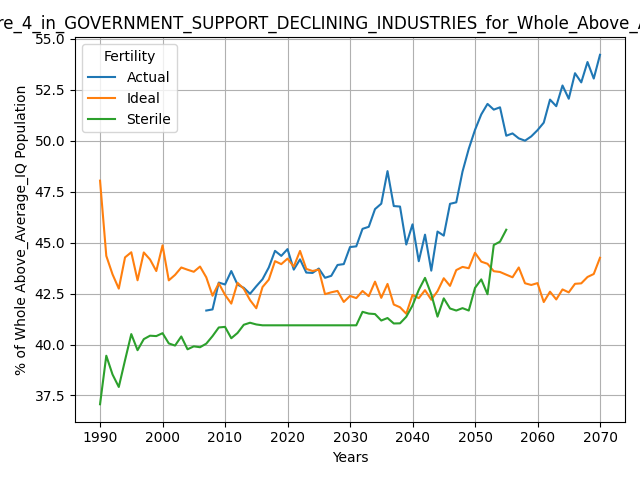 re_4_in_GOVERNMENT_SUPPORT_DECLINING_INDUSTRIES_for_Whole_Above_A
Fertility
Actual
Ideal
Sterile
% of Whole Above_Average_IQ Population
55.0
52.5
50.0
47.5
45.0
42.5
40.0
37.5
1990 2000 2010 2020 2030 2040 2050 2060 2070
Years